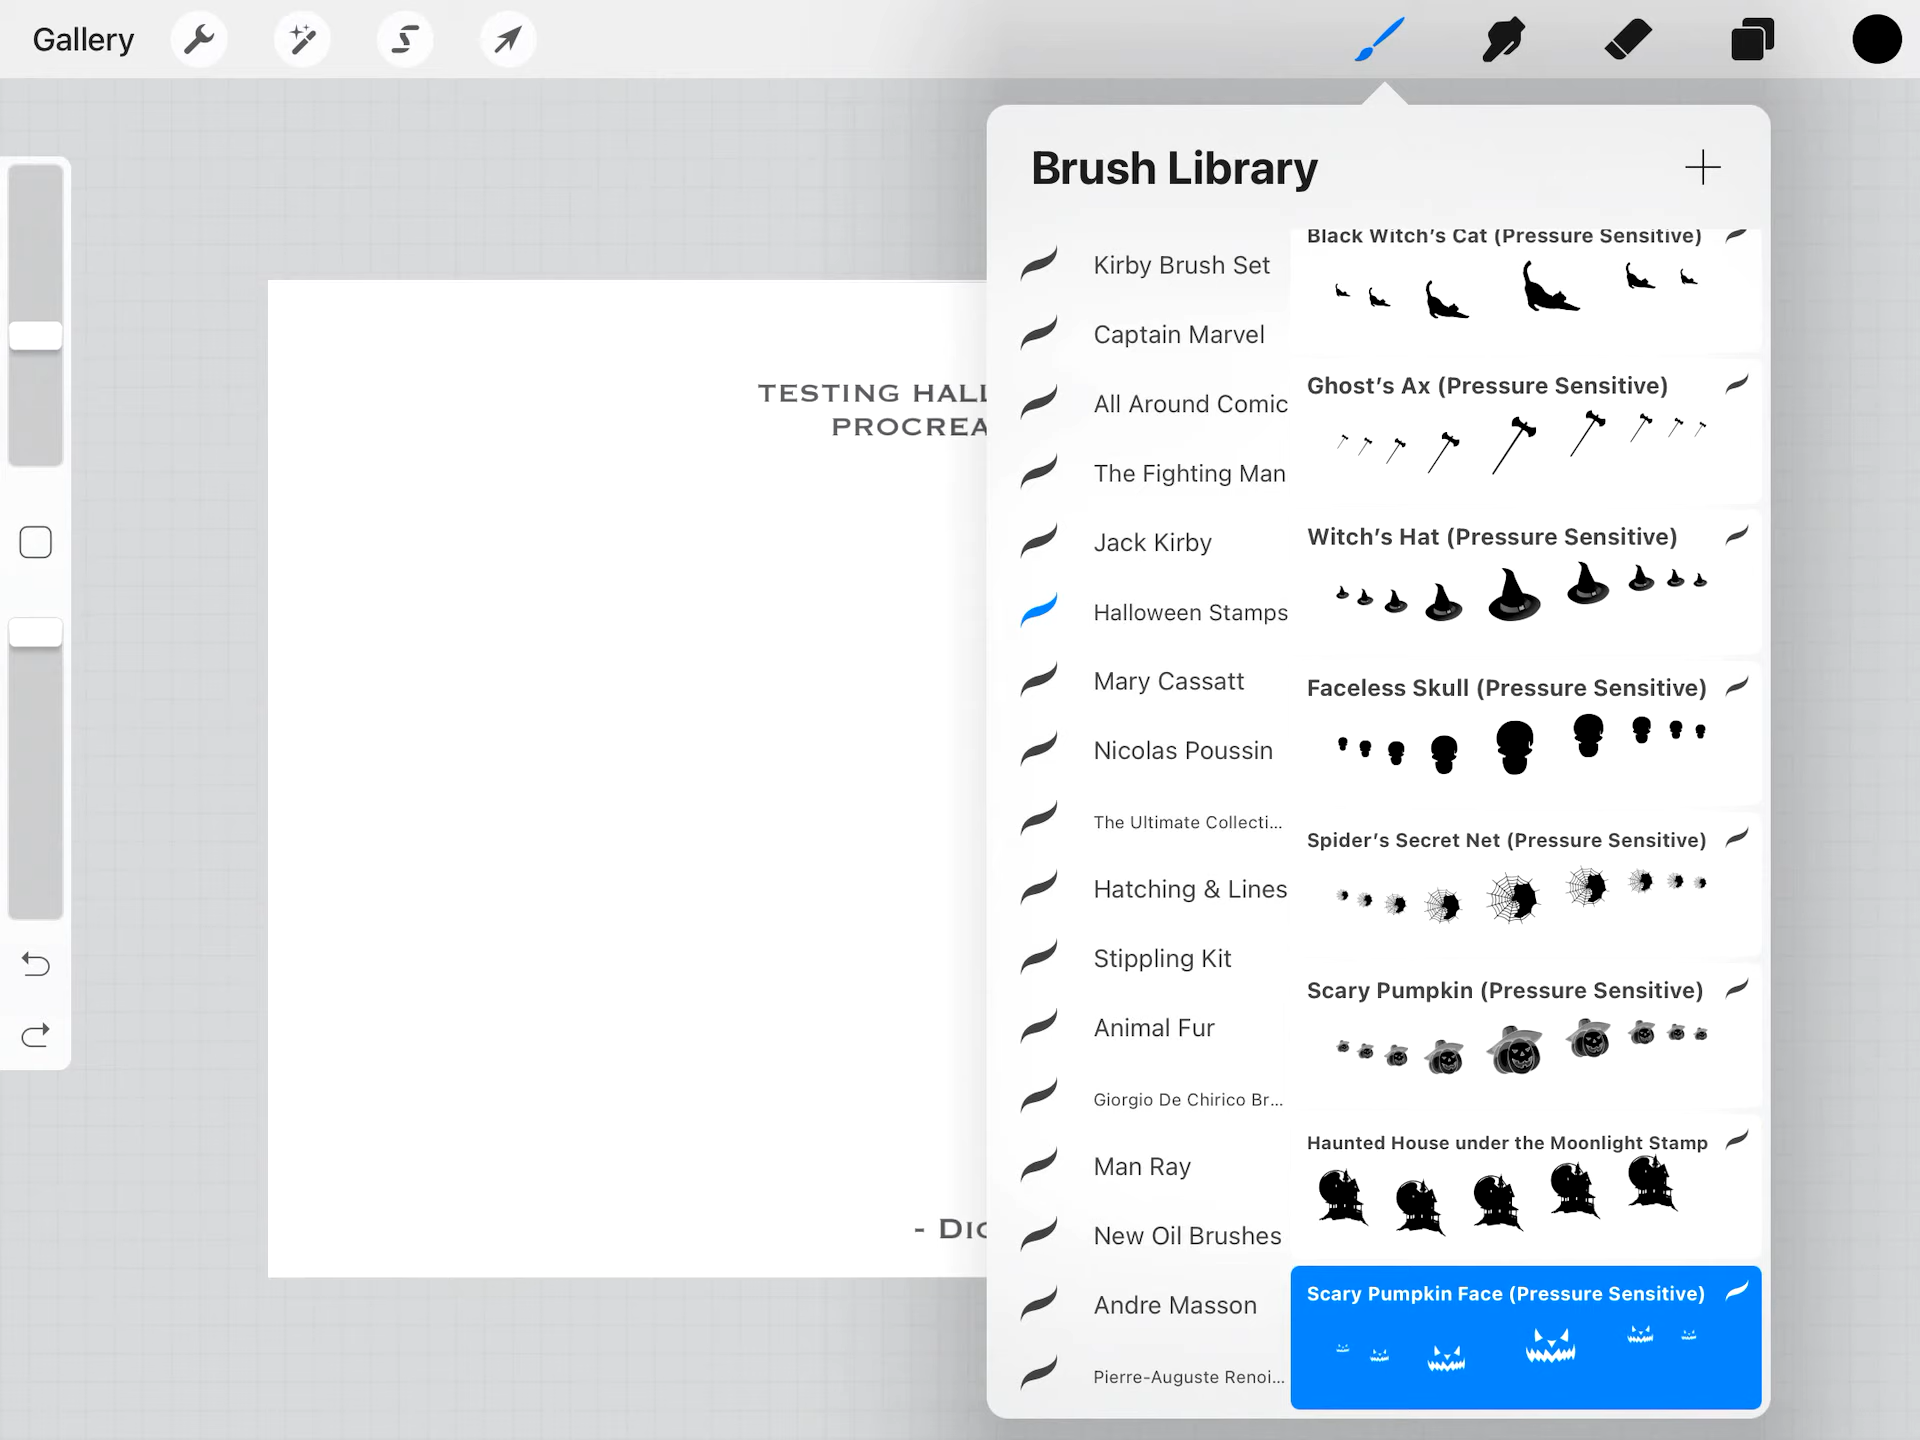 Gallery
Brush Library
Kirby Brush Set
Captain Marvel
All Around Comic
The Fighting Man
Jack Kirby
Halloween Stamps
Mary Cassatt
Nicolas Poussin
The Ultimate Collecti...
Hatching & Lines
Stippling Kit
Animal Fur
Giorgio De Chirico Br...
Man Ray
New Oil Brushes
Andre Masson
Pierre-Auguste Renoi...
Black Witch's Cat (Pressure Sensitive)
Ghost's Ax (Pressure Sensitive)
Witch's Hat (Pressure Sensitive)
Faceless Skull (Pressure Sensitive)
Spider's Secret Net (Pressure Sensitive)
Scary Pumpkin (Pressure Sensitive)
Haunted House under the Moonlight Stamp
Scary Pumpkin Face (Pressure Sensitive)
TESTING